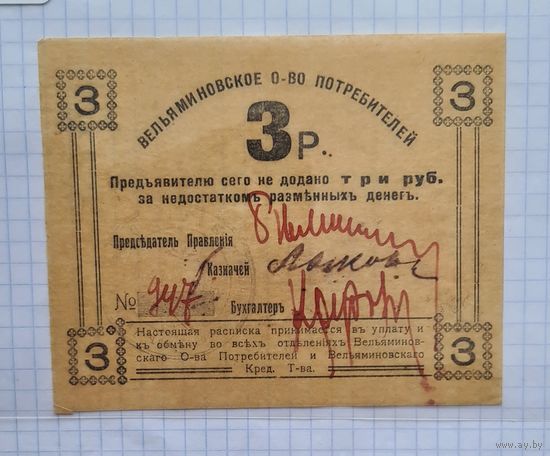 ВЕЛЬЯМИНОВСКОЕ О-ВО ПОТРЕБИТЕЛЕЙ
3 3
3 Р.
Предъявителю сего не додано три руб.
за недостаткомъ размѣнныхъ денегъ.
Предсѣдатель Правленія
Казначей
№ 947 Бухгалтеръ
Настоящая расписка принимается въ уплату и
къ обмѣну во всѣхъ отдѣленіяхъ Вельяминов-
скаго О-ва Потребителей и Вельяминовскаго
Кред. Т-ва.
3 3
www.ay.by